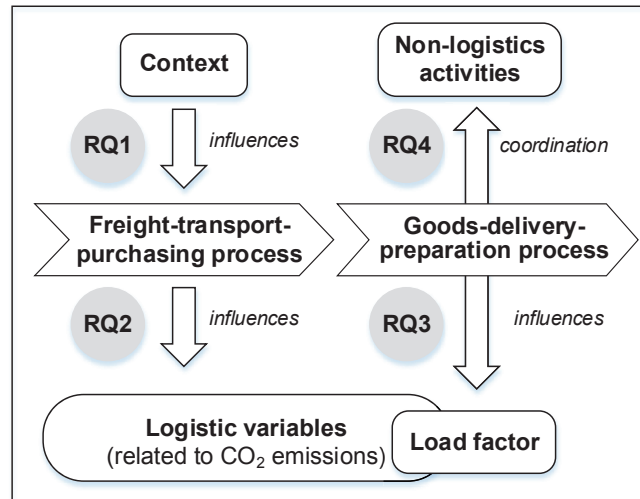 Context
Non-logistics
activities
RQ1
influences
RQ4
coordination
Freight-transport-
purchasing process
Goods-delivery-
preparation process
RQ2
influences
RQ3
influences
Logistic variables
(related to CO₂ emissions)
Load factor